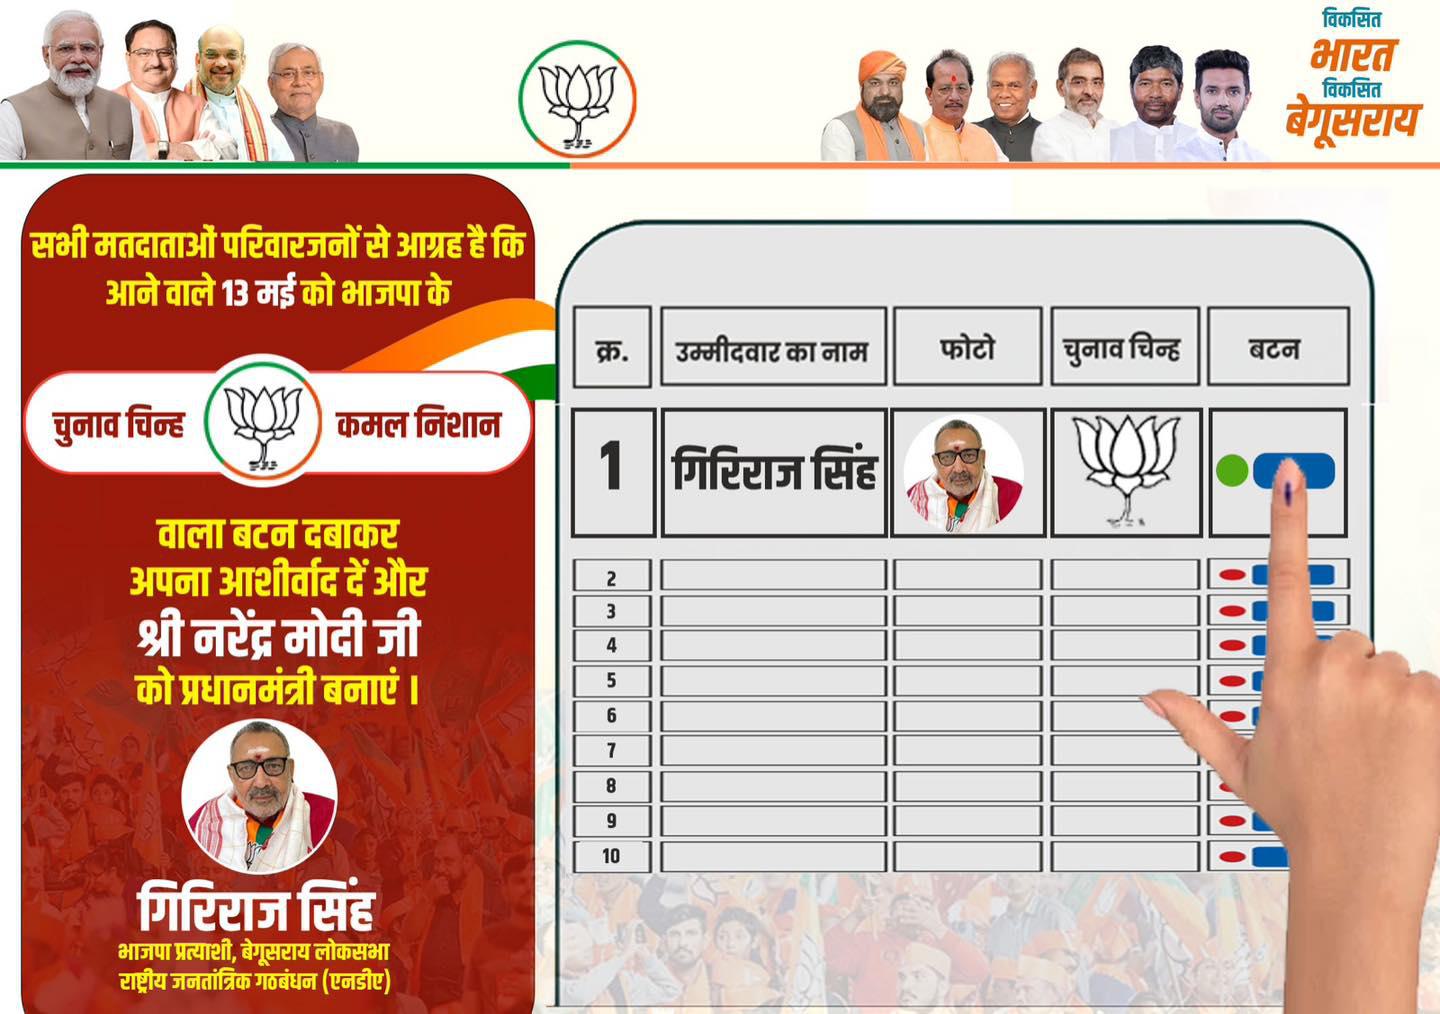 विकसित
भारत
विकसित
बेगूसराय
सभी मतदाताओं परिवारजनों से आग्रह है कि
आने वाले 13 मई को भाजपा के
चुनाव चिन्ह कमल निशान
वाला बटन दबाकर
अपना आशीर्वाद दें और
श्री नरेंद्र मोदी जी
को प्रधानमंत्री बनाएं ।
गिरिराज सिंह
भाजपा प्रत्याशी, बेगूसराय लोकसभा
राष्ट्रीय जनतांत्रिक गठबंधन (एनडीए)
क्र. उम्मीदवार का नाम फोटो चुनाव चिन्ह बटन
1 गिरिराज सिंह
2
3
4
5
6
7
8
9
10